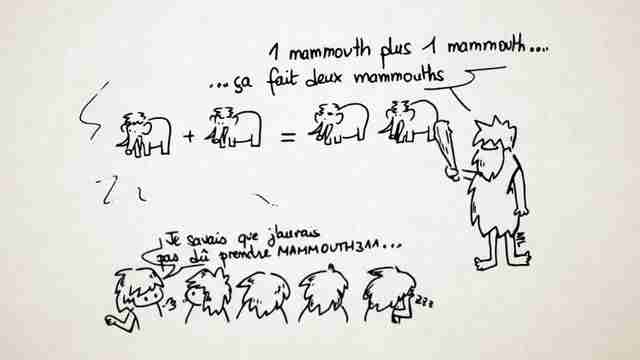 1 mammouth plus 1 mammouth....
...ça fait deux mammouths
+ =
Je savais que j'aurais
pas dû prendre MAMMOUTH311...
zzz